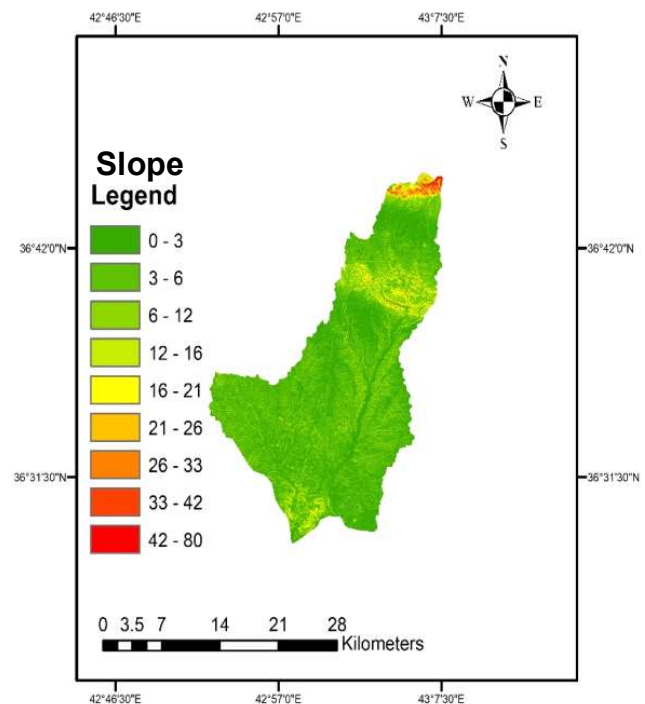 42°46'30"E 42°57'0"E 43°7'30"E
N
W E
S
Slope
Legend
36°42'0"N 36°42'0"N
0 - 3
3 - 6
6 - 12
12 - 16
16 - 21
21 - 26
26 - 33
33 - 42
42 - 80
36°31'30"N 36°31'30"N
0 3.5 7 14 21 28
Kilometers
42°46'30"E 42°57'0"E 43°7'30"E